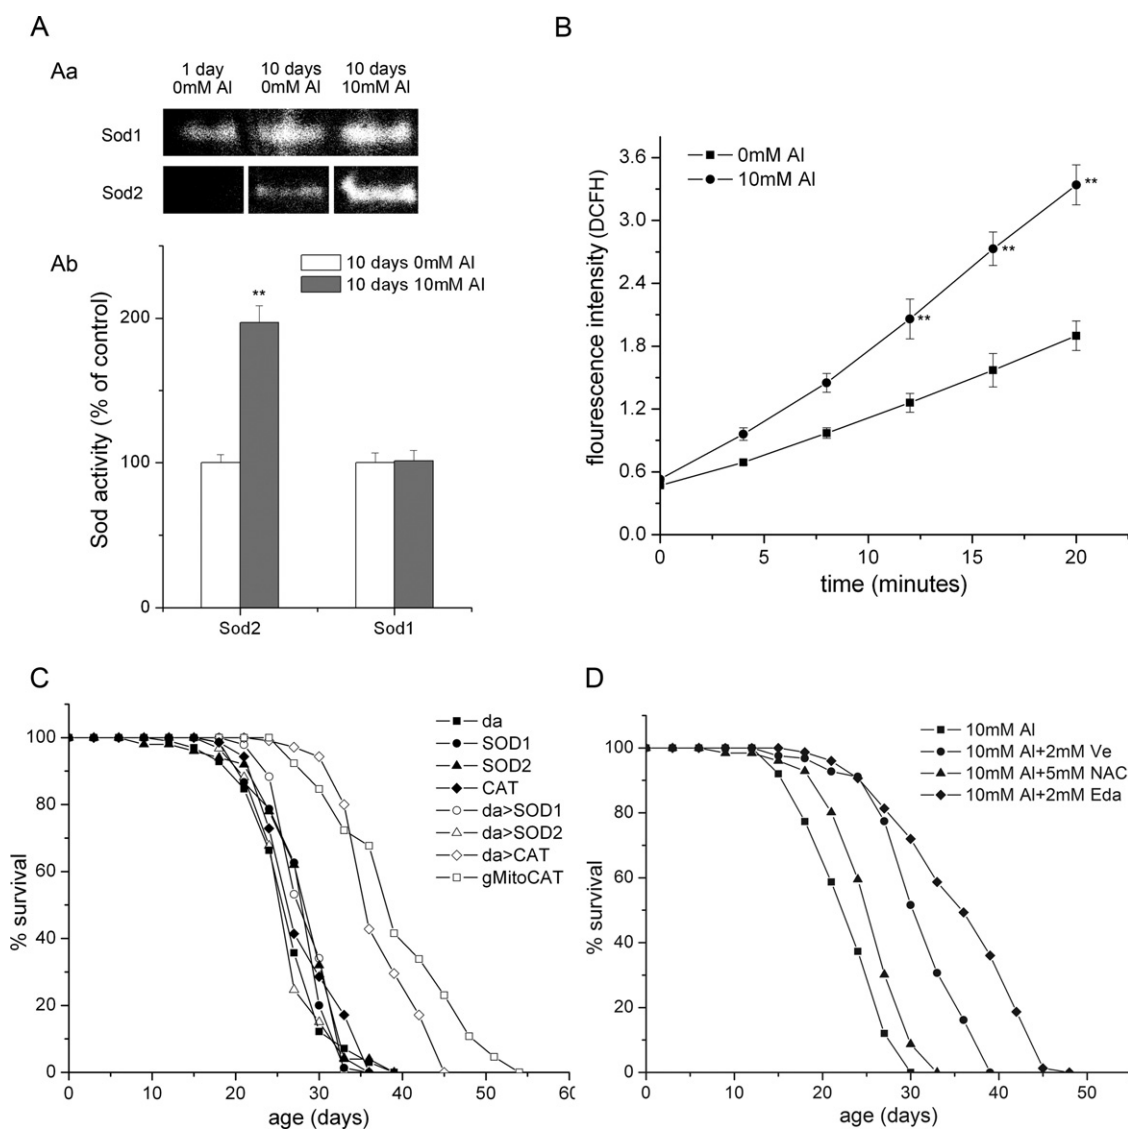 A
Aa
1 day 10 days 10 days
0mM Al 0mM Al 10mM Al
Sod1
Sod2
Ab
10 days 0mM Al
10 days 10mM Al
**
Sod activity (% of control)
200
100
0
Sod2 Sod1
B
0mM Al
10mM Al
flourescence intensity (DCFH)
3.6
3.0
2.4
1.8
1.2
0.6
0.0
**
**
**
0 5 10 15 20
time (minutes)
C
da
SOD1
SOD2
CAT
da>SOD1
da>SOD2
da>CAT
gMitoCAT
% survival
100
80
60
40
20
0
0 10 20 30 40 50 60
age (days)
D
10mM Al
10mM Al+2mM Ve
10mM Al+5mM NAC
10mM Al+2mM Eda
% survival
100
80
60
40
20
0
0 10 20 30 40 50
age (days)